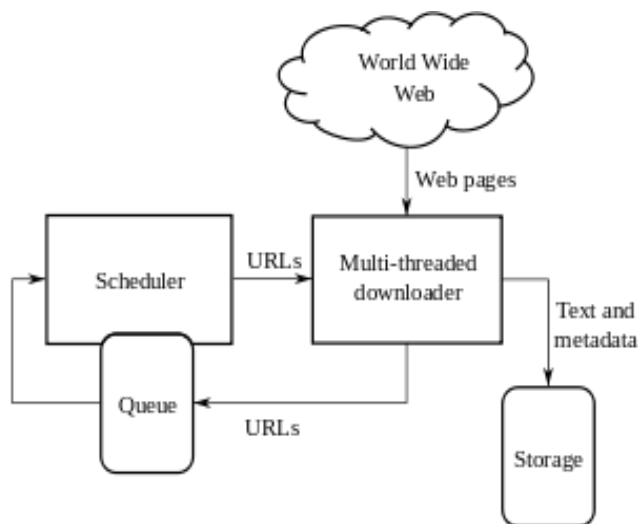 World Wide
Web
Web pages
Scheduler
URLs
Multi-threaded
downloader
Text and
metadata
Queue
URLs
Storage